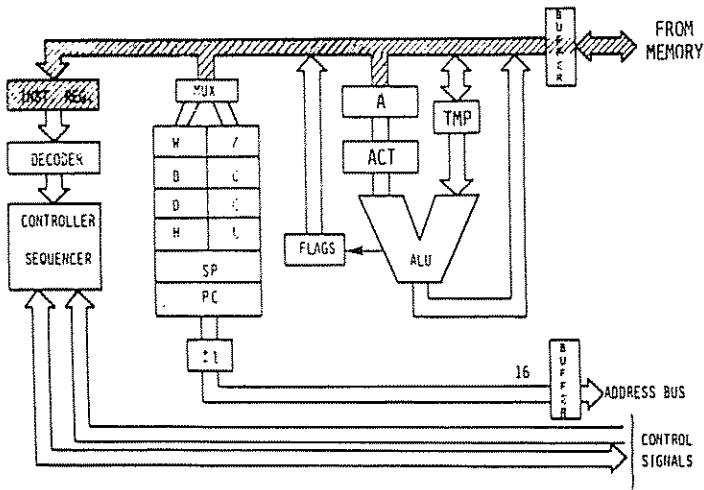 BUFFER
FROM
MEMORY
MUX
INST. REG.
A
TMP
DECODER
W Z
B C
D E
H L
SP
PC
ACT
CONTROLLER
SEQUENCER
FLAGS
ALU
±1
16
BUFFER
ADDRESS BUS
CONTROL
SIGNALS